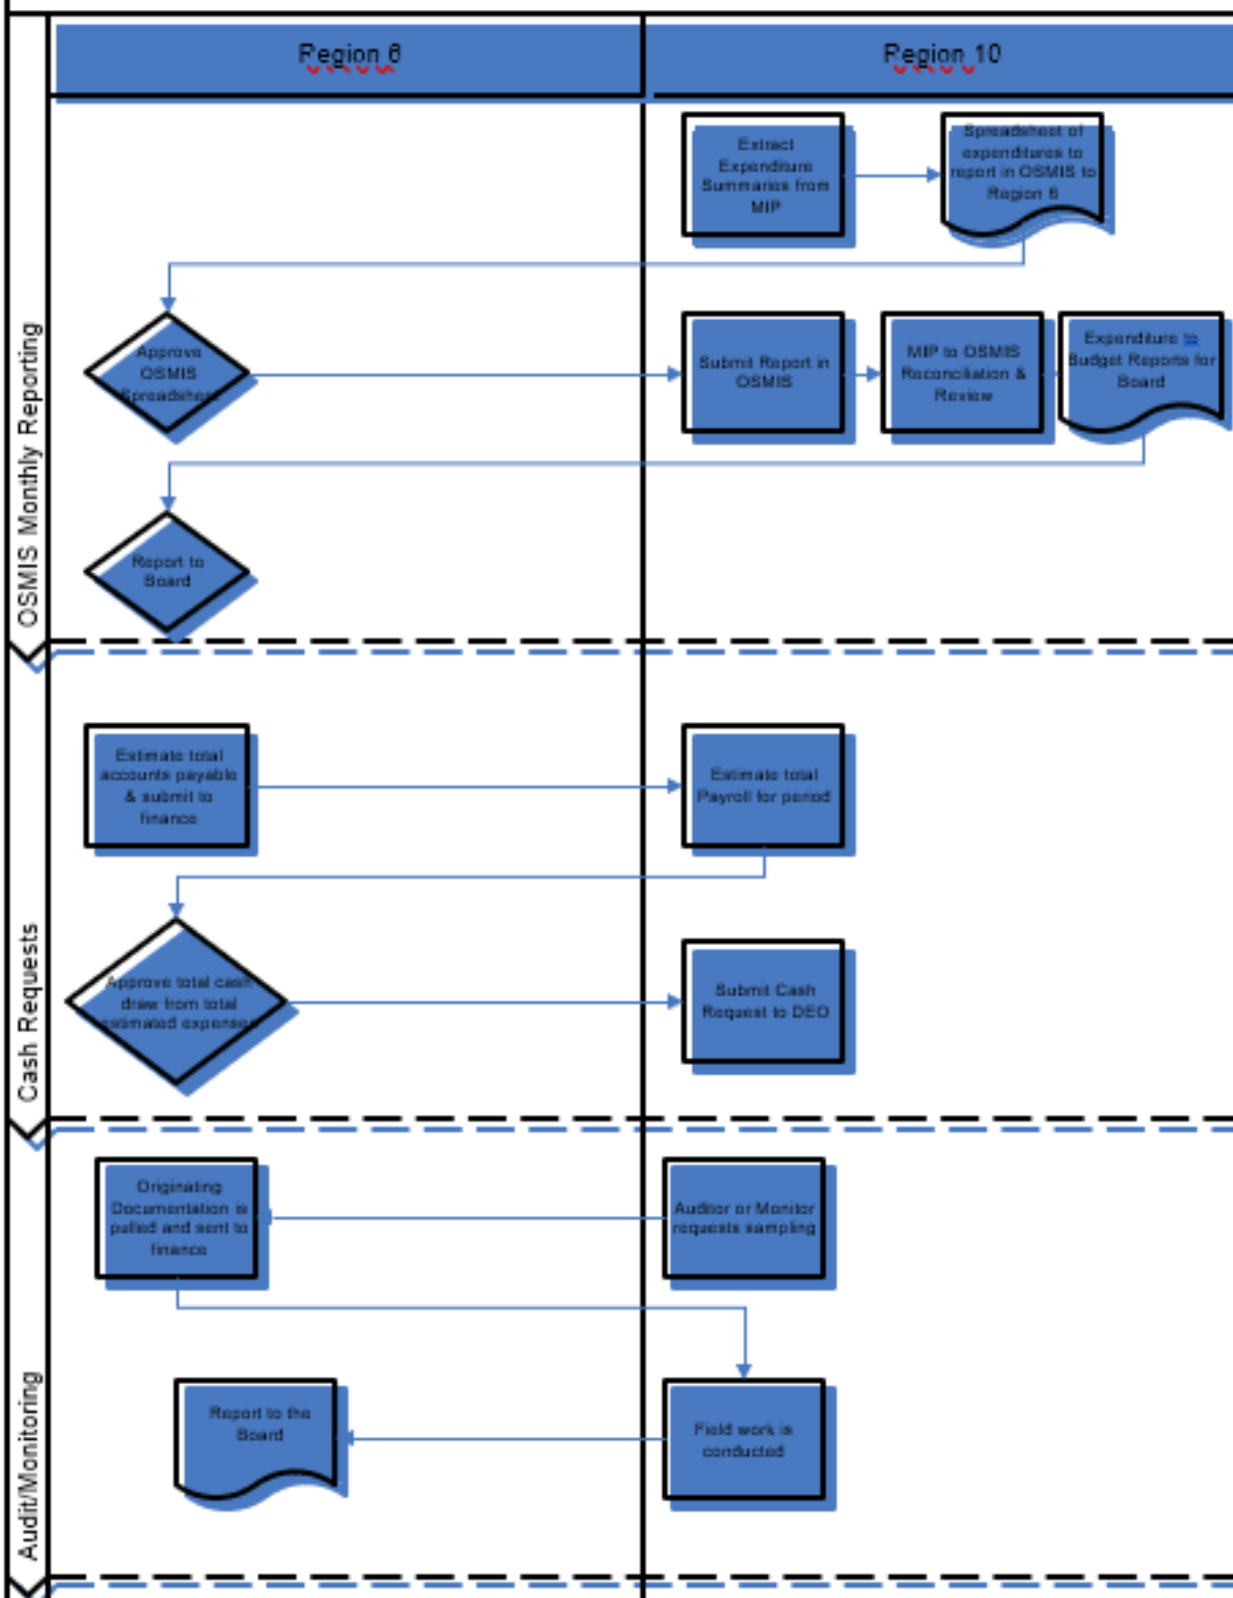 Region 6
Region 10
OSMIS Monthly Reporting
Extract
Expenditure
Summaries from
MIP
Spreadsheet of
expenditures to
report in OSMIS to
Region 6
Approve
OSMIS
Spreadsheet
Submit Report in
OSMIS
MIP to OSMIS
Reconciliation &
Review
Expenditure to
Budget Reports for
Board
Report to
Board
Cash Requests
Estimate total
accounts payable
& submit to
finance
Estimate total
Payroll for period
Approve total cash
draw from total
estimated expenses
Submit Cash
Request to DEO
Audit/Monitoring
Originating
Documentation is
pulled and sent to
finance
Auditor or Monitor
requests sampling
Report to the
Board
Field work is
conducted